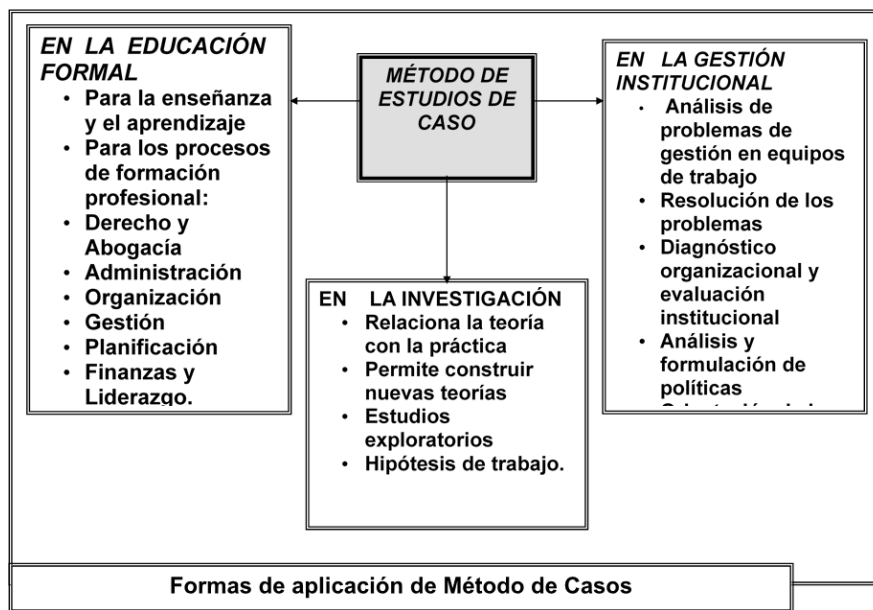 EN LA EDUCACIÓN
FORMAL
• Para la enseñanza
y el aprendizaje
• Para los procesos
de formación
profesional:
• Derecho y
Abogacía
• Administración
• Organización
• Gestión
• Planificación
• Finanzas y
Liderazgo.
MÉTODO DE
ESTUDIOS DE
CASO
EN LA GESTIÓN
INSTITUCIONAL
• Análisis de
problemas de
gestión en equipos
de trabajo
• Resolución de los
problemas
• Diagnóstico
organizacional y
evaluación
institucional
• Análisis y
formulación de
políticas
EN LA INVESTIGACIÓN
• Relaciona la teoría
con la práctica
• Permite construir
nuevas teorías
• Estudios
exploratorios
• Hipótesis de trabajo.
Formas de aplicación de Método de Casos